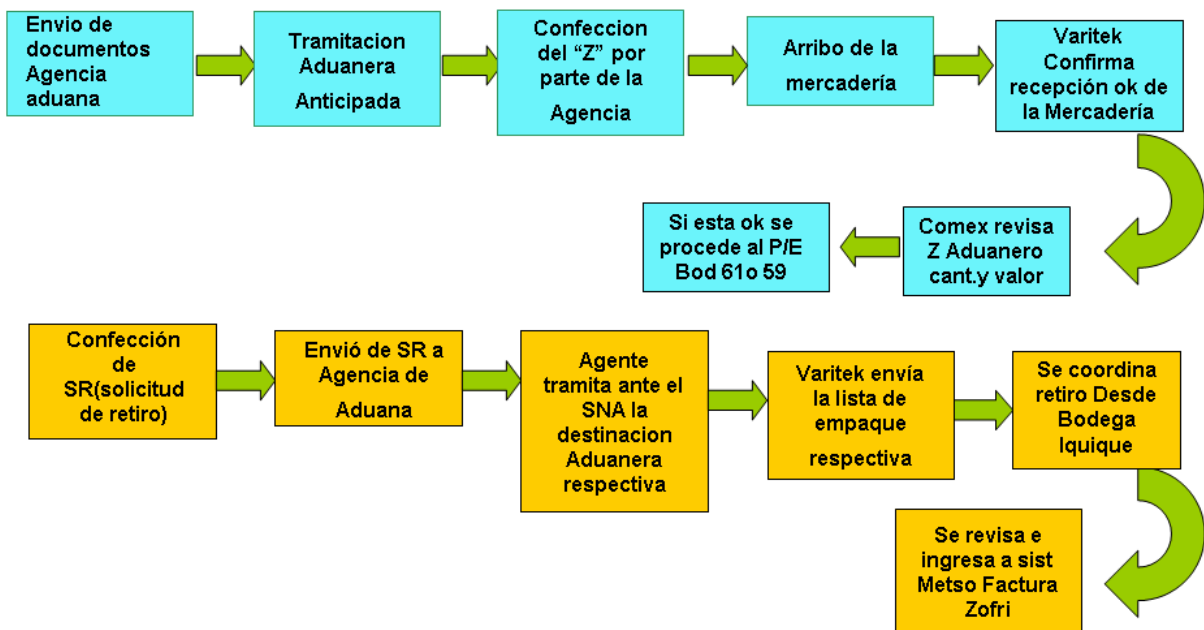 Envio de
documentos
Agencia
aduana
Tramitacion
Aduanera
Anticipada
Confeccion
del “Z” por
parte de la
Agencia
Arribo de la
mercadería
Varitek
Confirma
recepción ok de
la Mercadería
Si esta ok se
procede al P/E
Bod 61o 59
Comex revisa
Z Aduanero
cant.y valor
Confección
de
SR(solicitud
de retiro)
Envió de SR a
Agencia de
Aduana
Agente
tramita ante el
SNA la
destinacion
Aduanera
respectiva
Varitek envía
la lista de
empaque
respectiva
Se coordina
retiro Desde
Bodega
Iquique
Se revisa e
ingresa a sist
Metso Factura
Zofri